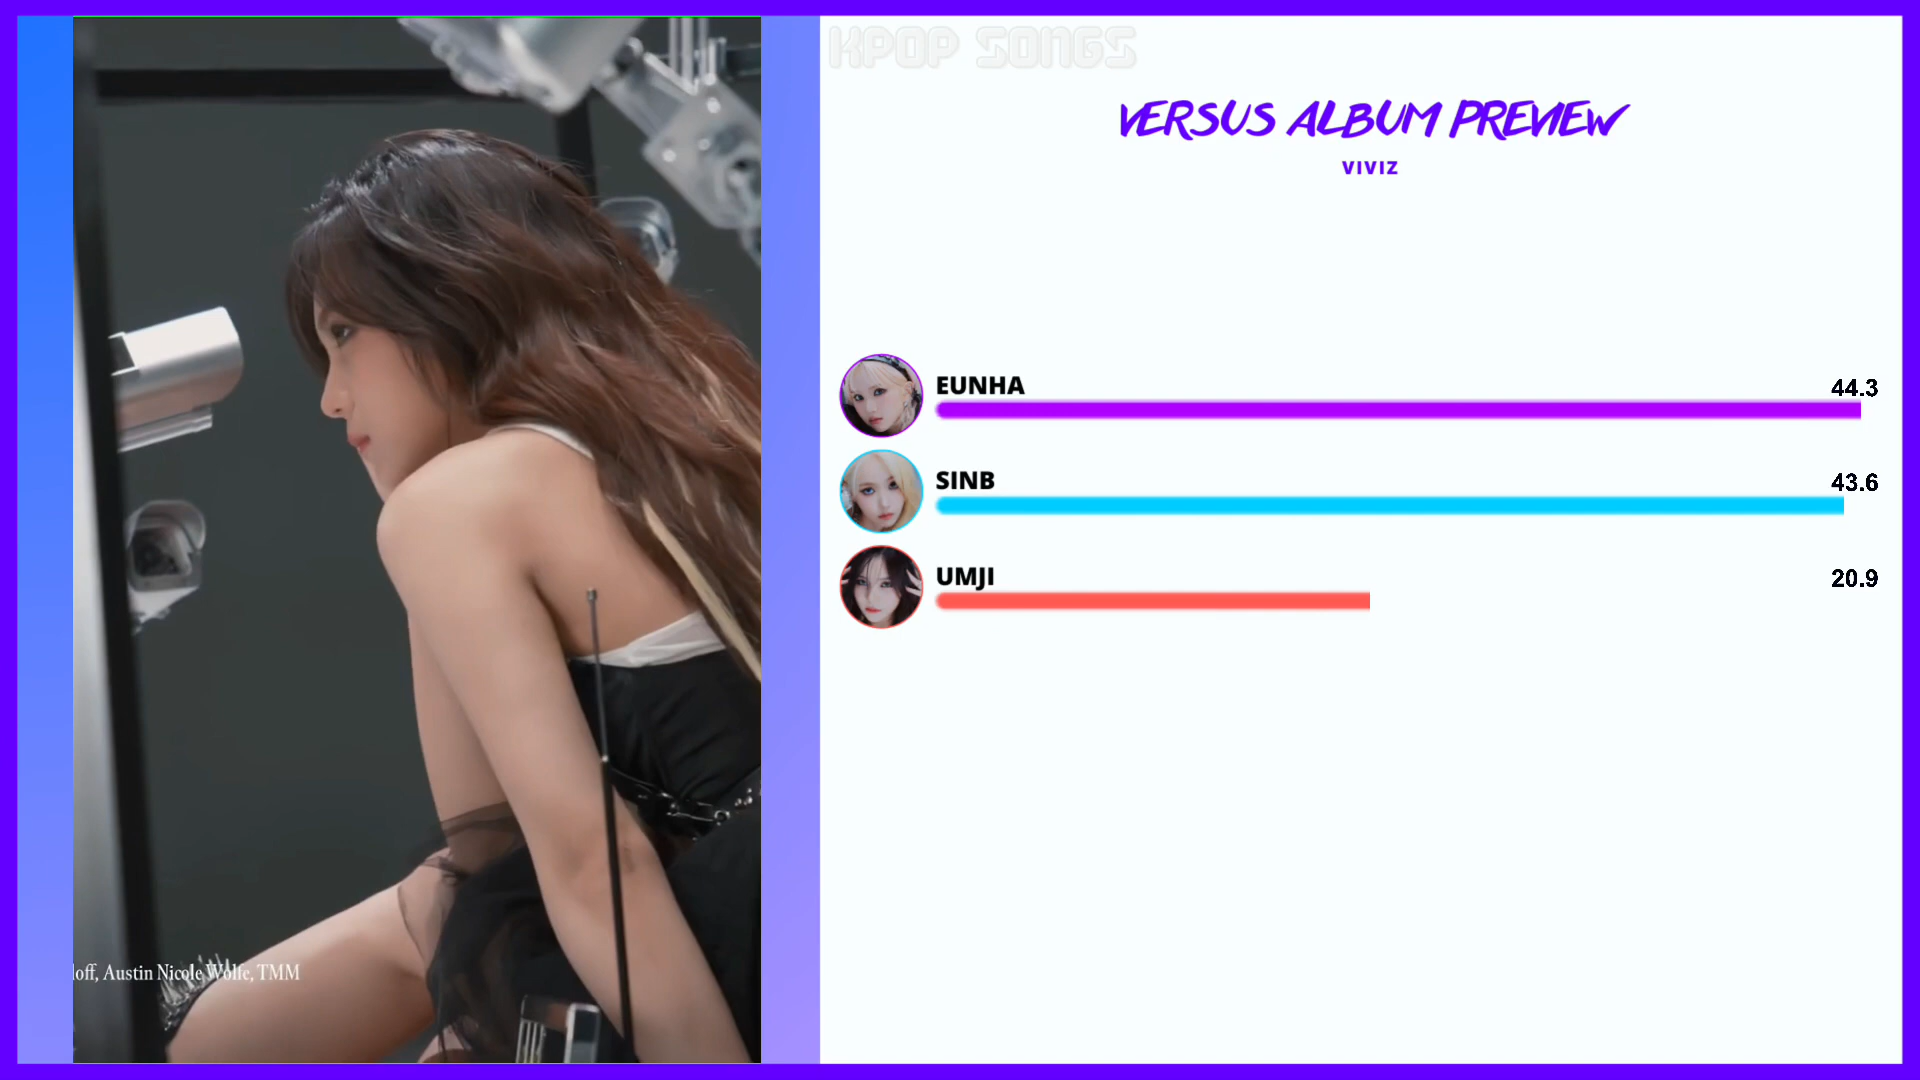 KPOP SONGS
VERSUS ALBUM PREVIEW
VIVIZ
EUNHA
44.3
SINB
43.6
UMJI
20.9
loff, Austin Nicole Wolfe, TMM